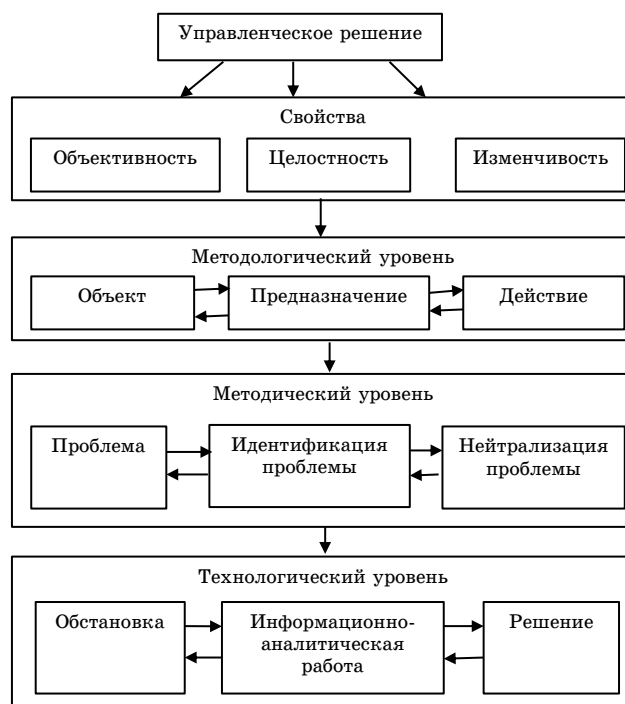 Управленческое решение
Свойства
Объективность
Целостность
Изменчивость
Методологический уровень
Объект
Предназначение
Действие
Методический уровень
Проблема
Идентификация
проблемы
Нейтрализация
проблемы
Технологический уровень
Обстановка
Информационно-
аналитическая
работа
Решение